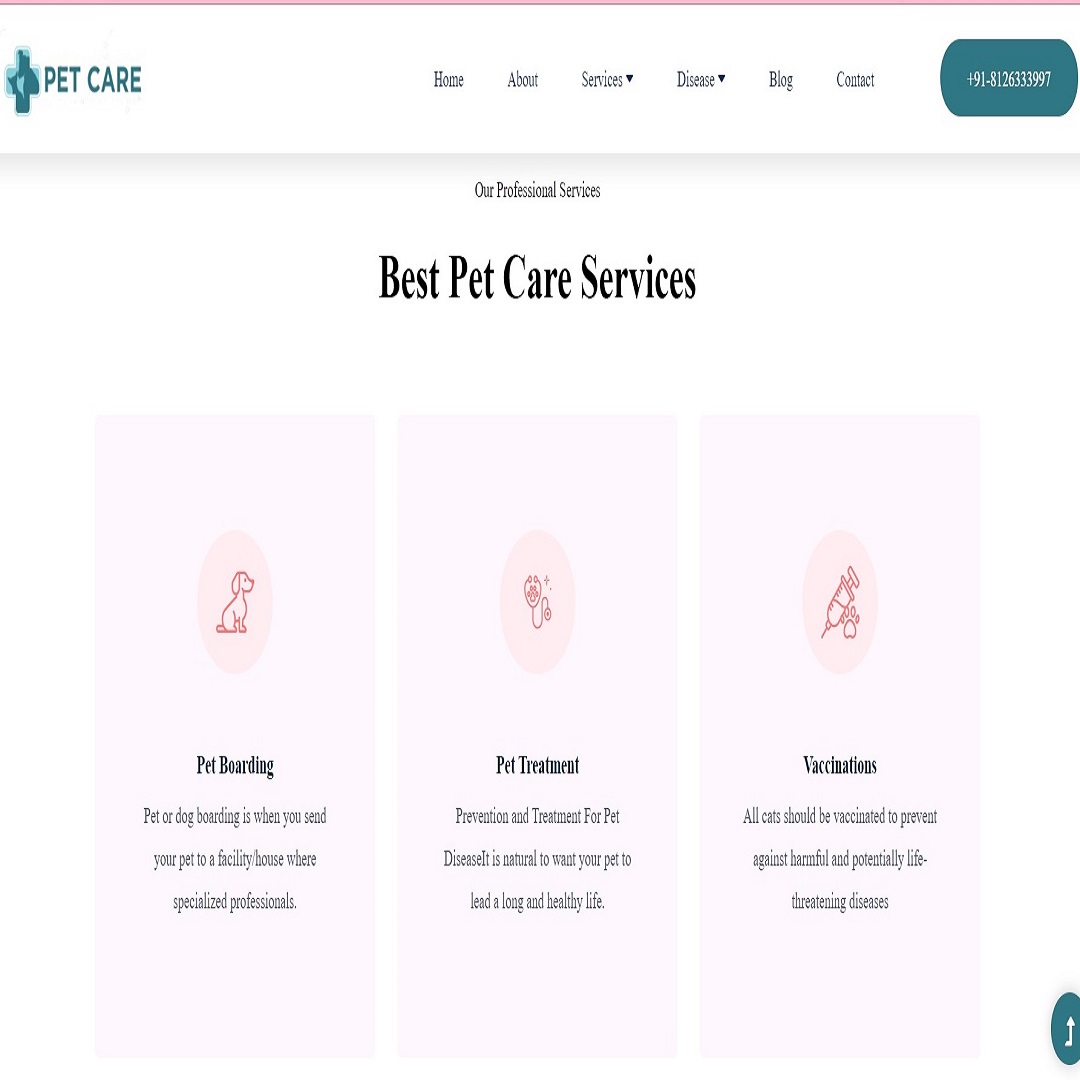 PET CARE
Home About Services Disease Blog Contact +91-8126333997
Our Professional Services
Best Pet Care Services
Pet Boarding
Pet or dog boarding is when you send
your pet to a facility/house where
specialized professionals.
Pet Treatment
Prevention and Treatment For Pet
DiseaseIt is natural to want your pet to
lead a long and healthy life.
Vaccinations
All cats should be vaccinated to prevent
against harmful and potentially life-
threatening diseases